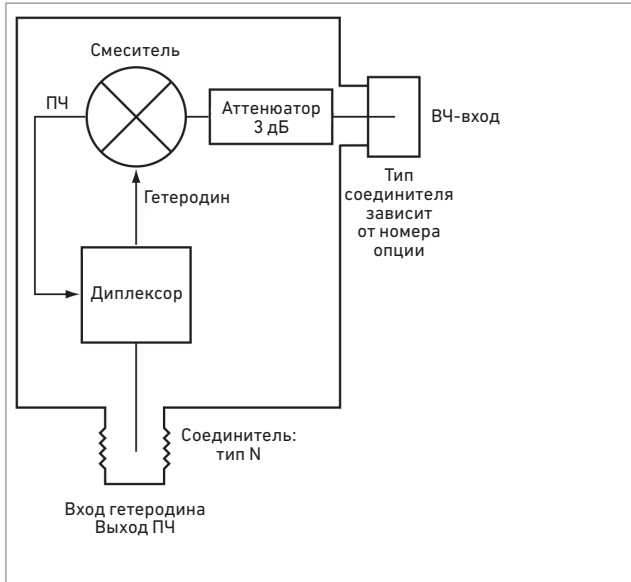 Смеситель
ПЧ
Аттенюатор
3 дБ
ВЧ-вход
Тип
соединителя
зависит
от номера
опции
Гетеродин
Диплексор
Соединитель:
тип N
Вход гетеродина
Выход ПЧ